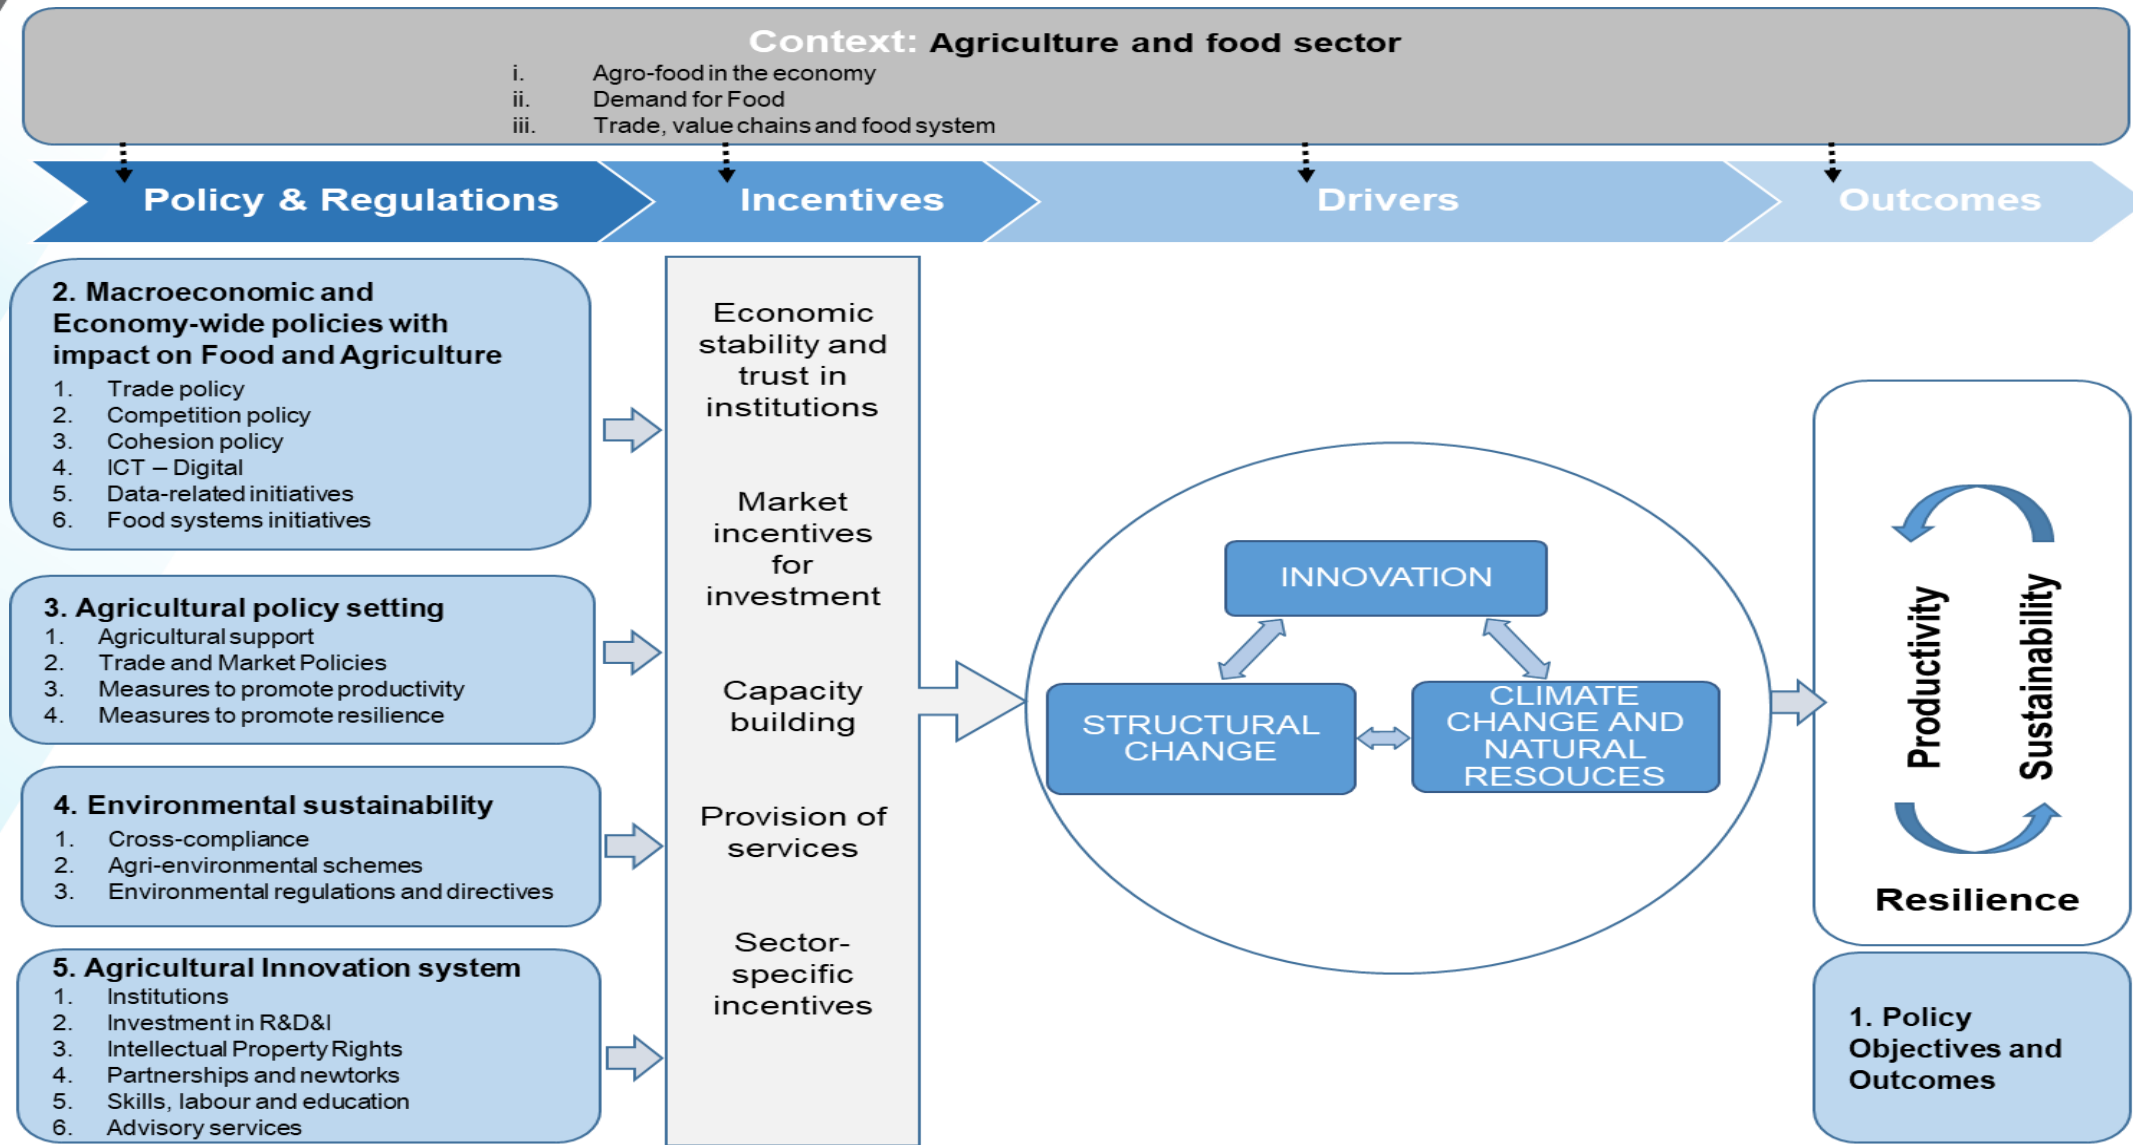 Context: Agriculture and food sector
i. Agro-food in the economy
ii. Demand for Food
iii. Trade, value chains and food system
Policy & Regulations
Incentives
Drivers
Outcomes
2. Macroeconomic and
Economy-wide policies with
impact on Food and Agriculture
1. Trade policy
2. Competition policy
3. Cohesion policy
4. ICT – Digital
5. Data-related initiatives
6. Food systems initiatives
3. Agricultural policy setting
1. Agricultural support
2. Trade and Market Policies
3. Measures to promote productivity
4. Measures to promote resilience
4. Environmental sustainability
1. Cross-compliance
2. Agri-environmental schemes
3. Environmental regulations and directives
5. Agricultural Innovation system
1. Institutions
2. Investment in R&D&I
3. Intellectual Property Rights
4. Partnerships and newtorks
5. Skills, labour and education
6. Advisory services
Economic
stability and
trust in
institutions
Market
incentives
for
investment
Capacity
building
Provision of
services
Sector-
specific
incentives
INNOVATION
STRUCTURAL
CHANGE
CLIMATE
CHANGE AND
NATURAL
RESOUCES
Productivity
Sustainability
Resilience
1. Policy
Objectives and
Outcomes